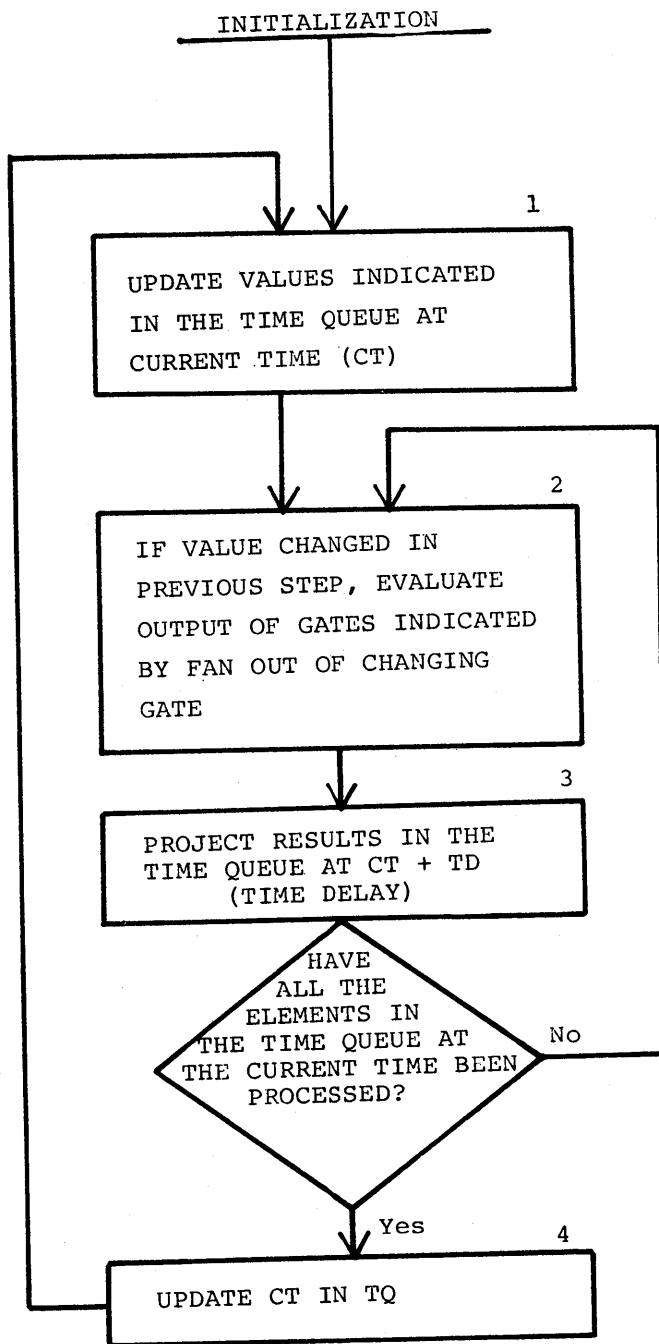 INITIALIZATION
1
UPDATE VALUES INDICATED
IN THE TIME QUEUE AT
CURRENT TIME (CT)
2
IF VALUE CHANGED IN
PREVIOUS STEP, EVALUATE
OUTPUT OF GATES INDICATED
BY FAN OUT OF CHANGING
GATE
3
PROJECT RESULTS IN THE
TIME QUEUE AT CT + TD
(TIME DELAY)
HAVE
ALL THE
ELEMENTS IN
THE TIME QUEUE AT
THE CURRENT TIME BEEN
PROCESSED?
No
Yes
4
UPDATE CT IN TQ